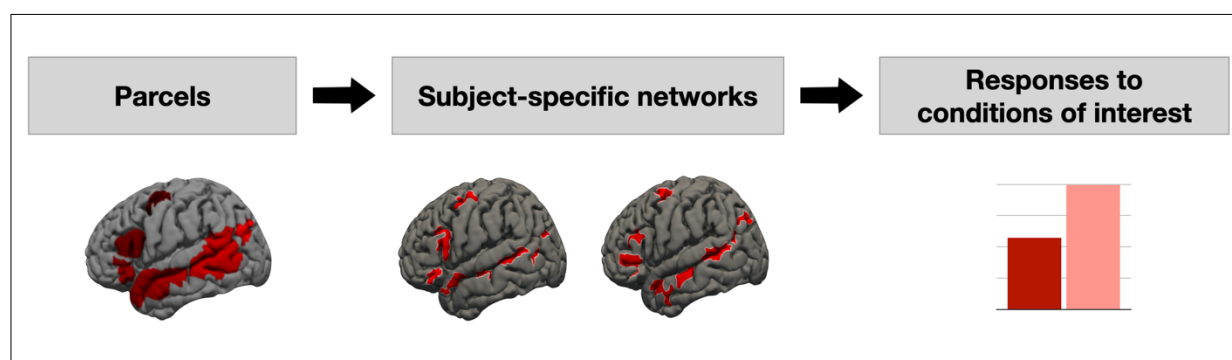 Parcels
Subject-specific networks
Responses to
conditions of interest